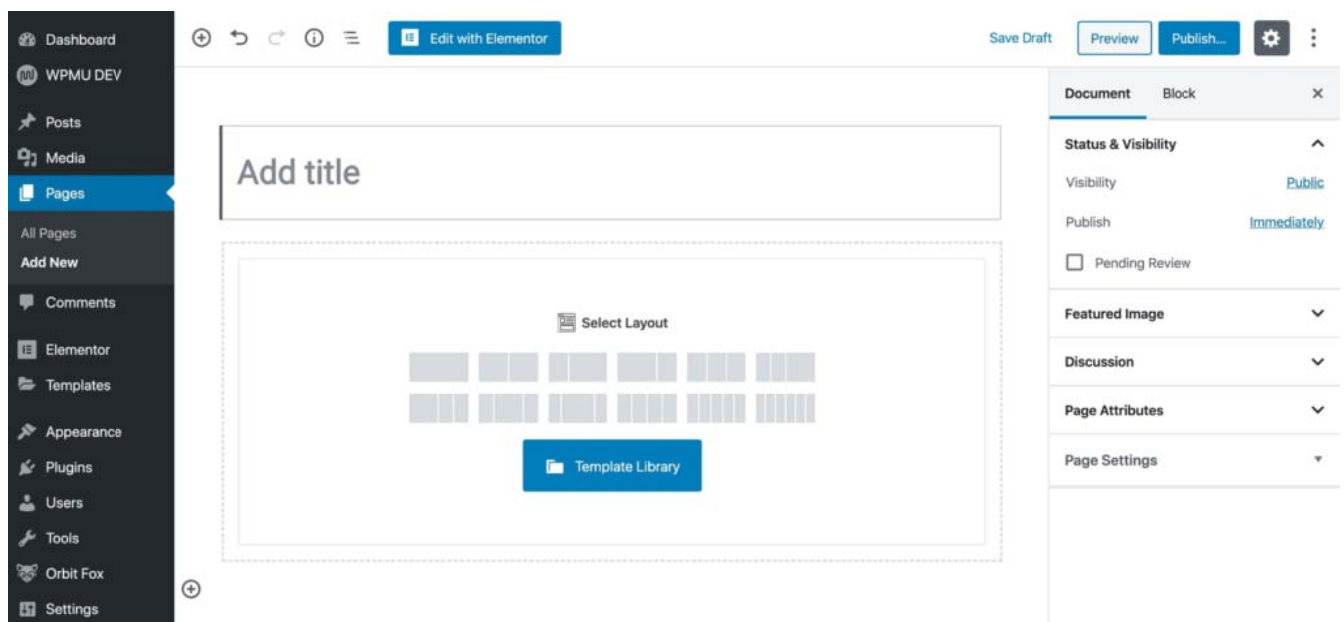 Dashboard
WPMU DEV
Posts
Media
Pages
All Pages
Add New
Comments
Elementor
Templates
Appearance
Plugins
Users
Tools
Orbit Fox
Settings
Edit with Elementor
Save Draft
Preview
Publish...
Add title
Select Layout
Template Library
Document Block
Status & Visibility
Visibility Public
Publish Immediately
Pending Review
Featured Image
Discussion
Page Attributes
Page Settings